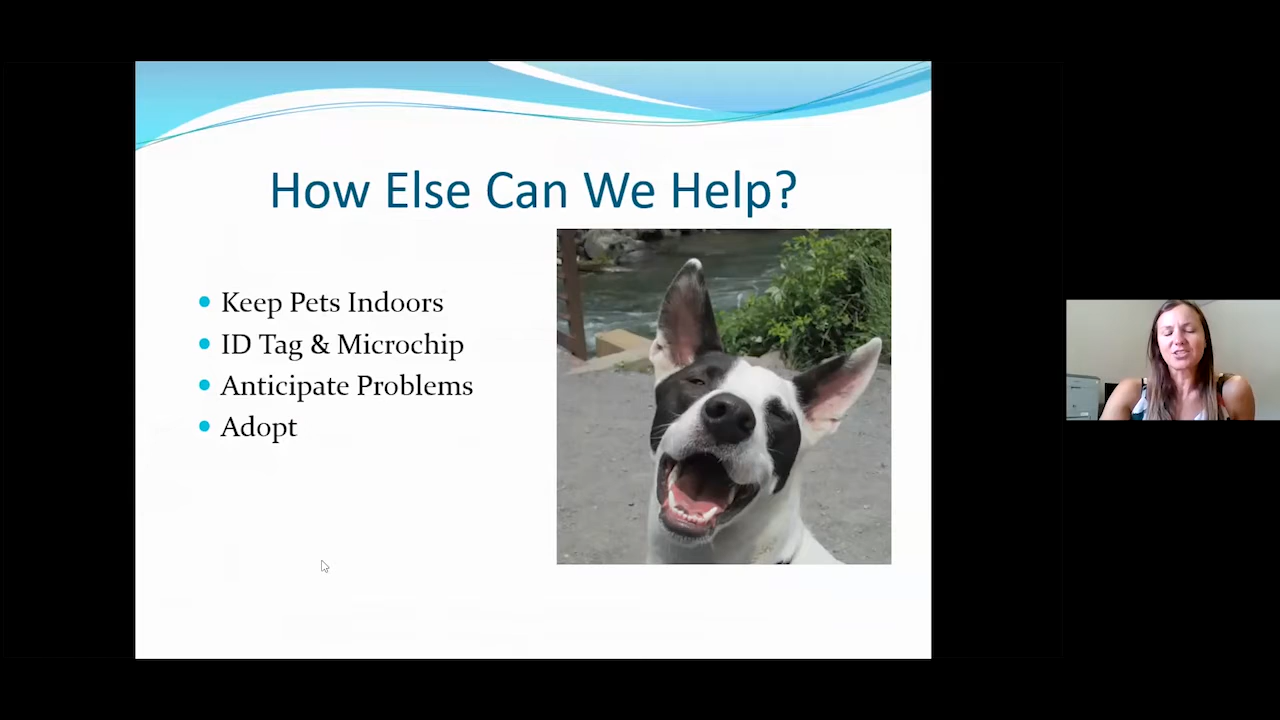 How Else Can We Help?
Keep Pets Indoors
ID Tag & Microchip
Anticipate Problems
Adopt